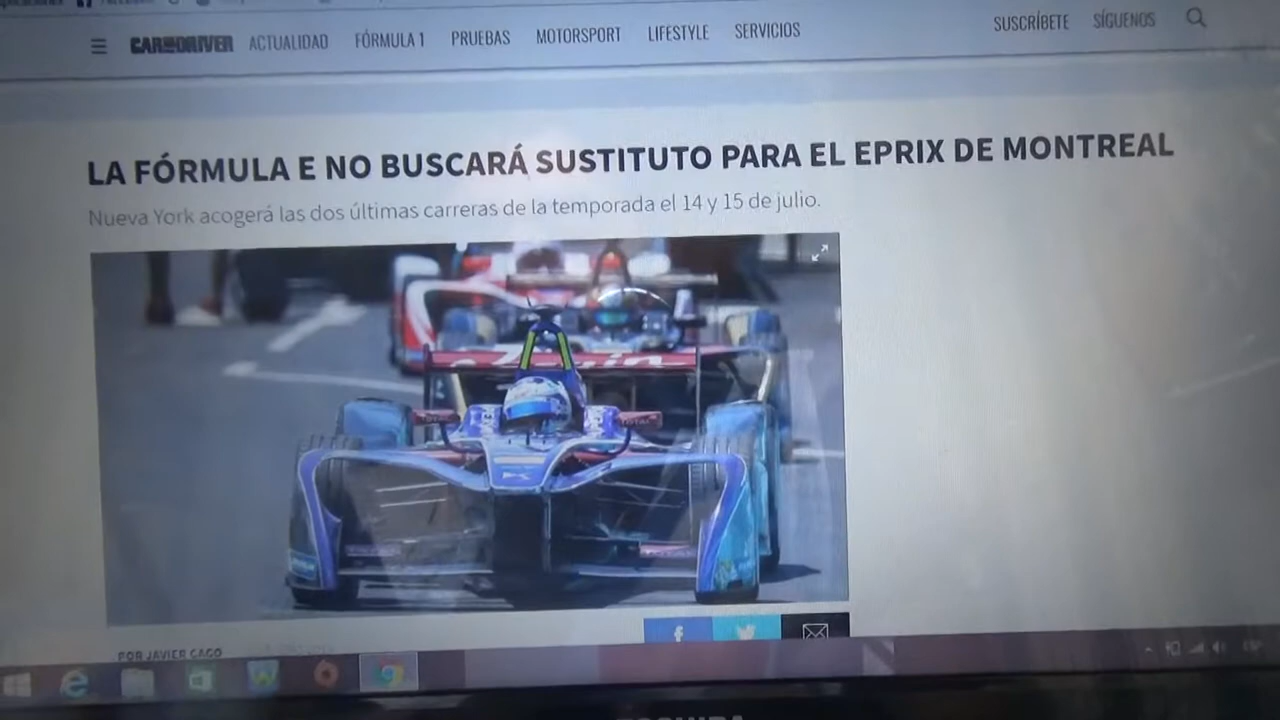 CAR AND DRIVER ACTUALIDAD FÓRMULA 1 PRUEBAS MOTORSPORT LIFESTYLE SERVICIOS SUSCRÍBETE SÍGUENOS
LA FÓRMULA E NO BUSCARÁ SUSTITUTO PARA EL EPRIX DE MONTREAL
Nueva York acogerá las dos últimas carreras de la temporada el 14 y 15 de julio.
Virgin
POR JAVIER GAGO